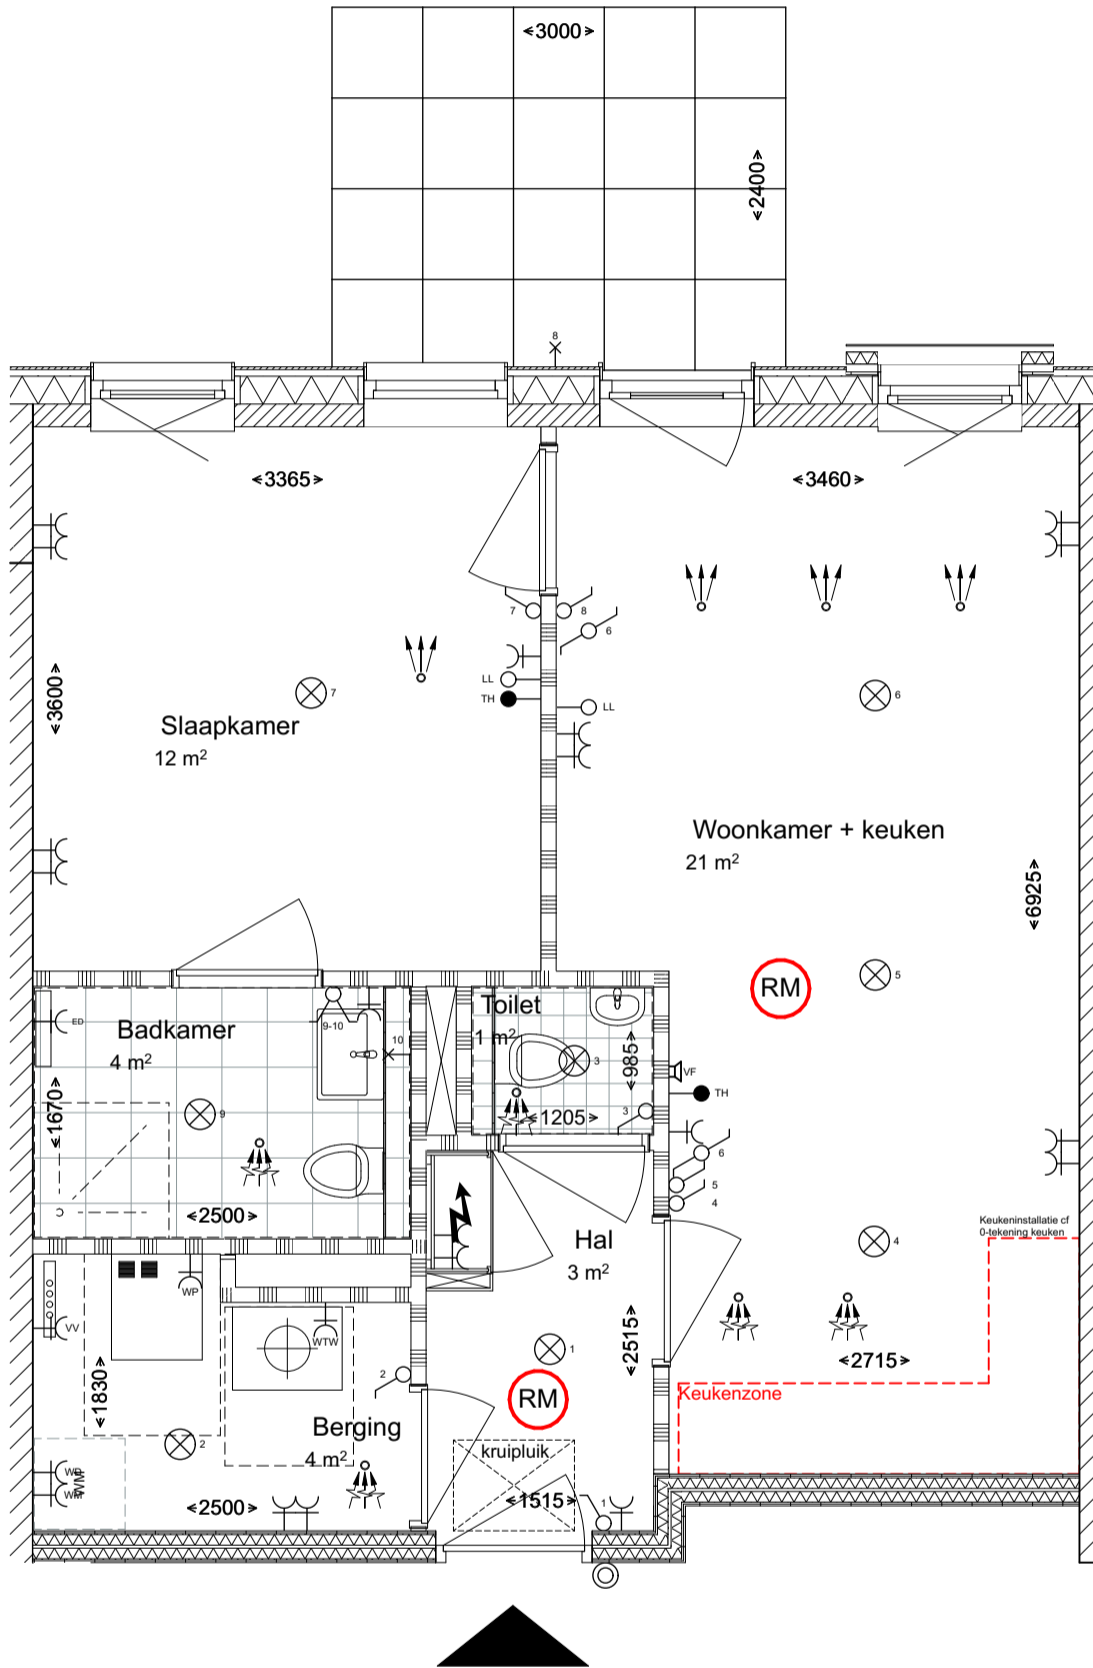 <3000>
<2400>
8
<3365>
<3460>
7
8
6
LL
TH
LL
7
6
<3600>
Slaapkamer
12 m²
Woonkamer + keuken
21 m²
<6925>
5
RM
ED
Badkamer
4 m²
9-10
10
Toilet
1 m²
3
<985>
VF
TH
<1670>
9
<1205>
3
6
5
4
<2500>
Hal
3 m²
4
Keukeninstallatie cf
0-tekening keuken
WP
VV
WTW
1
<2515>
<2715>
<1830>
2
RM
Keukenzone
Berging
4 m²
2
kruipluik
WD
WM
WM
<2500>
<1515>
1